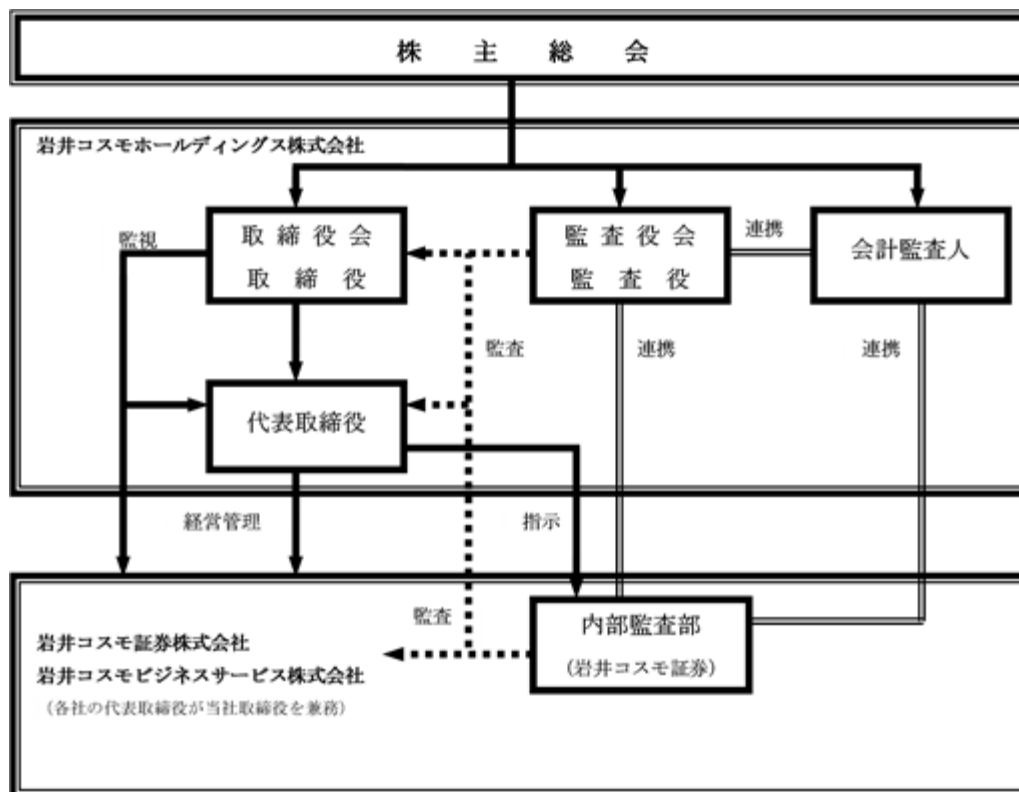 株主総会
岩井コスモホールディングス株式会社
監視
取締役会
取締役
監査役会
監査役
連携
会計監査人
監査
連携
連携
代表取締役
経営管理
指示
監査
内部監査部
(岩井コスモ証券)
岩井コスモ証券株式会社
岩井コスモビジネスサービス株式会社
(各社の代表取締役が当社取締役を兼務)